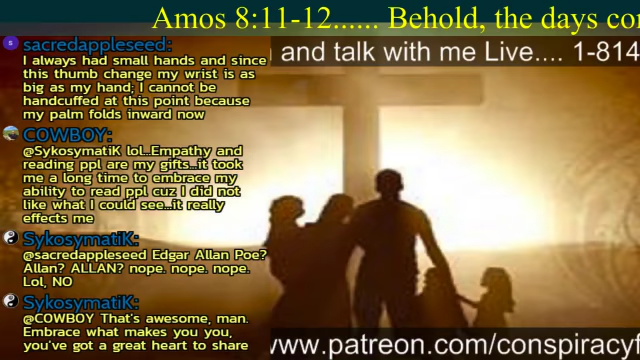 Amos 8:11-12...... Behold, the days
and talk with me Live.... 1-814
sacredappleseed:
I always had small hands and since
this thumb change my wrist is as
big as my hand; I cannot be
handcuffed at this point because
my palm folds inward now
C0WBOY:
@SykosymatiK lol..Empathy and
reading ppl are my gifts..it took
me a long time to embrace my
ability to read ppl cuz I did not
like what I could see..it really
effects me
SykosymatiK:
@sacredappleseed Edgar Allan Poe?
Allan? ALLAN? nope. nope. nope.
Lol, NO
SykosymatiK:
@C0WBOY That's awesome, man.
Embrace what makes you you,
you've got a great heart to share
www.patreon.com/conspiracyf